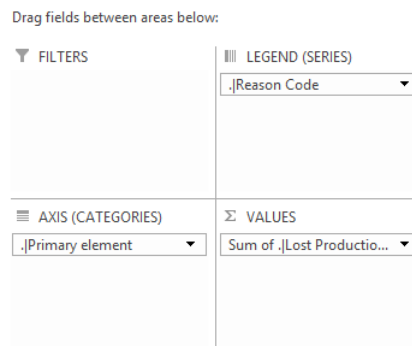 Drag fields between areas below:
FILTERS
LEGEND (SERIES)
.|Reason Code
AXIS (CATEGORIES)
.|Primary element
Σ VALUES
Sum of .|Lost Productio...